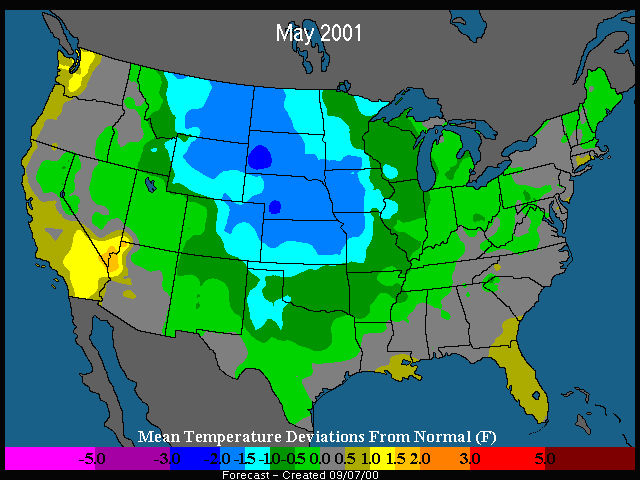 May 2001
Mean Temperature Deviations From Normal (F)
-5.0 -3.0 -2.0 -1.5 -1.0 -0.5 0.0 0.5 1.0 1.5 2.0 3.0 5.0
Forecast - Created 09/07/00